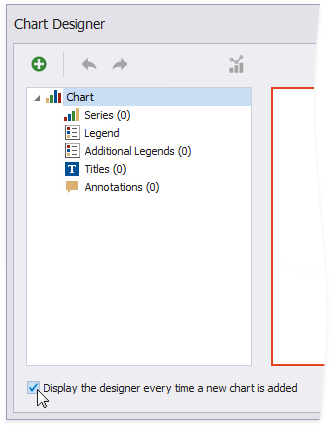 Chart Designer
Chart
Series (0)
Legend
Additional Legends (0)
Titles (0)
Annotations (0)
Display the designer every time a new chart is added